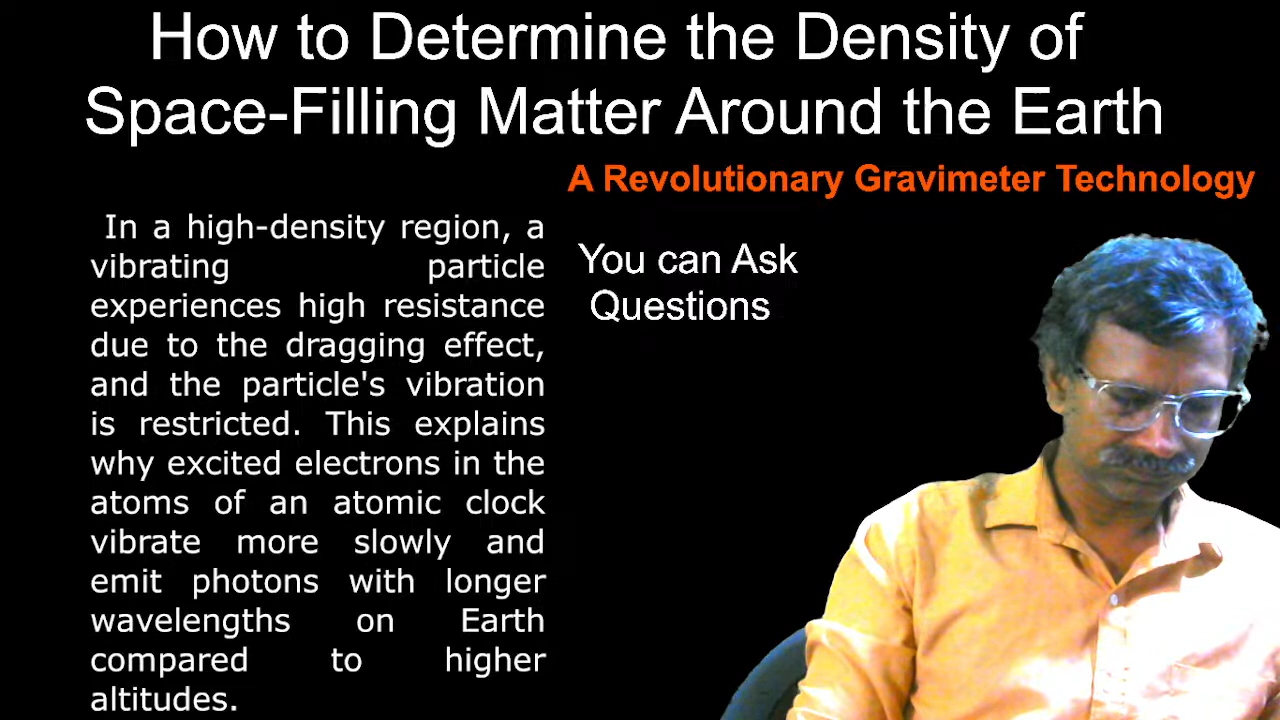 How to Determine the Density of
Space-Filling Matter Around the Earth
A Revolutionary Gravimeter Technology
In a high-density region, a
vibrating particle
experiences high resistance
due to the dragging effect,
and the particle's vibration
is restricted. This explains
why excited electrons in the
atoms of an atomic clock
vibrate more slowly and
emit photons with longer
wavelengths on Earth
compared to higher
altitudes.
You can Ask
Questions